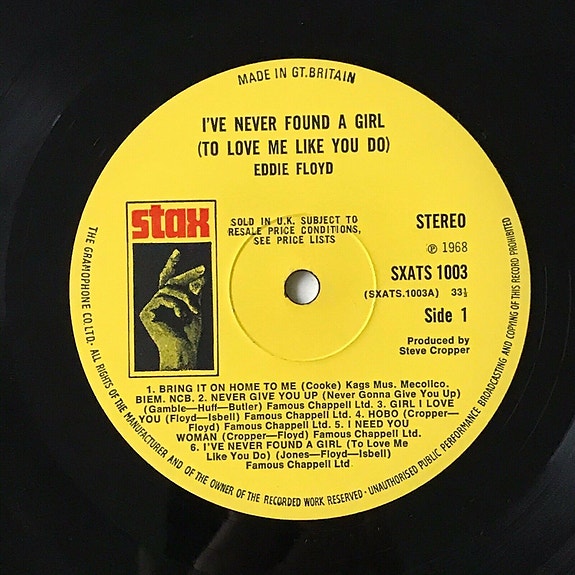 MADE IN GT.BRITAIN
I'VE NEVER FOUND A GIRL
(TO LOVE ME LIKE YOU DO)
EDDIE FLOYD
stax
SOLD IN U.K. SUBJECT TO
RESALE PRICE CONDITIONS,
SEE PRICE LISTS
STEREO
℗ 1968
SXATS 1003
(SXATS.1003A) 33⅓
Side 1
Produced by
Steve Cropper
1. BRING IT ON HOME TO ME (Cooke) Kags Mus. Mecolico.
BIEM. NCB. 2. NEVER GIVE YOU UP (Never Gonna Give You Up)
(Gamble—Huff—Butler) Famous Chappell Ltd. 3. GIRL I LOVE
YOU (Floyd—Isbell) Famous Chappell Ltd. 4. HOBO (Cropper—
Floyd) Famous Chappell Ltd. 5. I NEED YOU
WOMAN (Cropper—Floyd) Famous Chappell Ltd.
6. I'VE NEVER FOUND A GIRL (To Love Me
Like You Do) (Jones—Floyd—Isbell)
Famous Chappell Ltd
THE GRAMOPHONE CO. LTD. · ALL RIGHTS OF THE MANUFACTURER AND OF THE OWNER OF THE RECORDED WORK RESERVED · UNAUTHORISED PUBLIC PERFORMANCE BROADCASTING AND COPYING OF THIS RECORD PROHIBITED